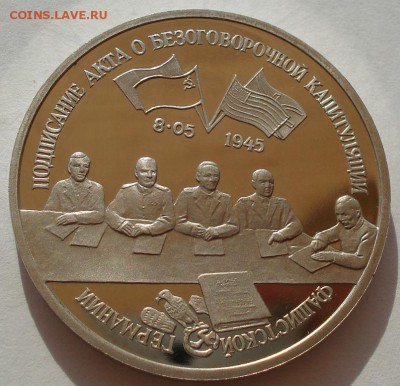 COINS.LAVE.RU
ПОДПИСАНИЕ АКТА О БЕЗОГОВОРОЧНОЙ КАПИТУЛЯЦИИ
8•05
1945
ФАШИСТСКОЙ
ГЕРМАНИИ